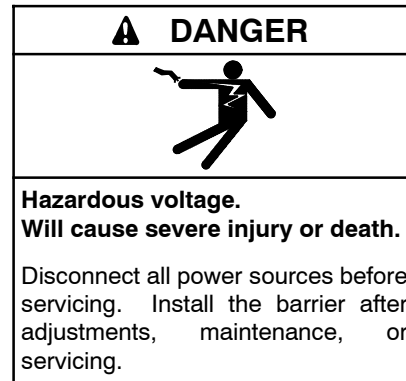 DANGER
Hazardous voltage.
Will cause severe injury or death.
Disconnect all power sources before
servicing. Install the barrier after
adjustments, maintenance, or
servicing.